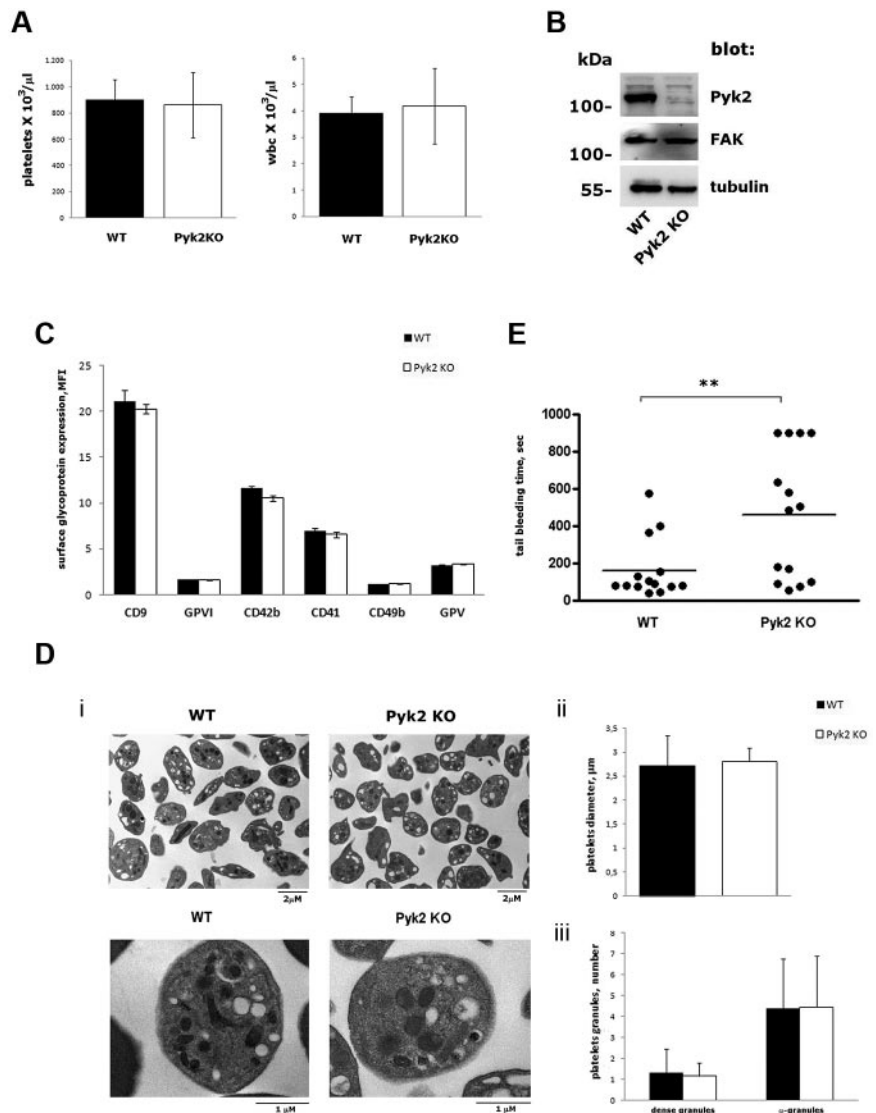 A
platelets X 10³/µl
1.000
800
600
400
200
0
WT
Pyk2KO
wbc X 10³/µl
6
5
4
3
2
1
0
WT
Pyk2KO
B
kDa
blot:
100-
Pyk2
100-
FAK
55-
tubulin
WT
Pyk2 KO
C
WT
Pyk2 KO
surface glycoprotein expression,MFI
25
20
15
10
5
0
CD9
GPVI
CD42b
CD41
CD49b
GPV
E
**
tail bleeding time, sec
1000
800
600
400
200
0
WT
Pyk2 KO
D
i
WT
Pyk2 KO
2µM
2µM
WT
Pyk2 KO
1 µM
1 µM
ii
WT
Pyk2 KO
platelets diameter, µm
3,5
3
2,5
2
1,5
1
0,5
0
iii
platelets granules, number
8
7
6
5
4
3
2
1
0
dense granules
α-granules